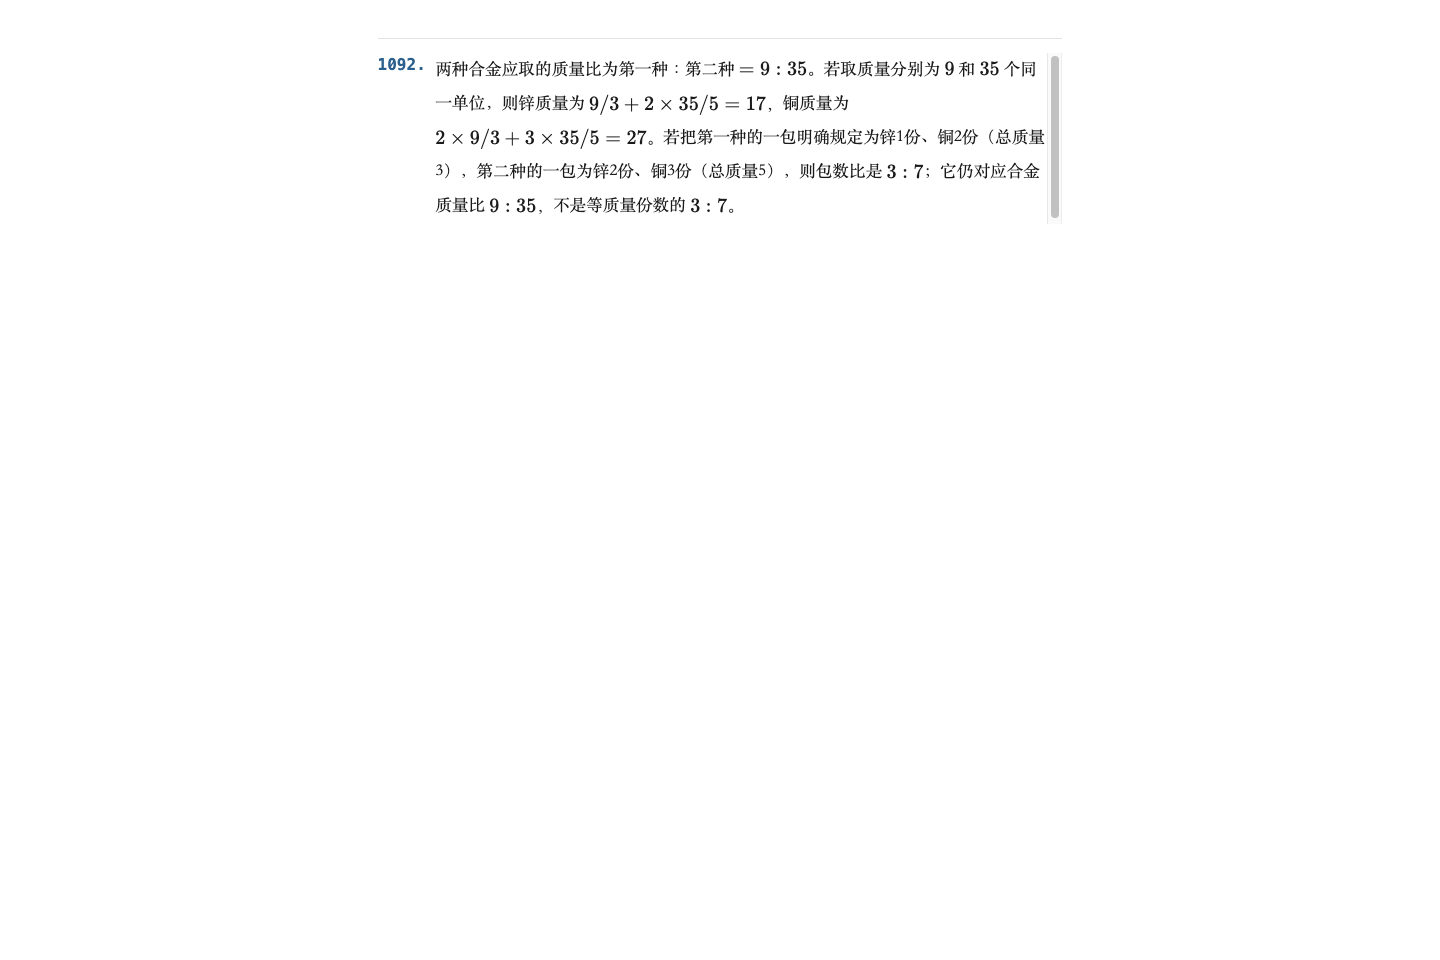 1092. 两种合金应取的质量比为第一种：第二种 = 9 : 35。若取质量分别为 9 和 35 个同
一单位，则锌质量为 9/3 + 2 × 35/5 = 17，铜质量为
2 × 9/3 + 3 × 35/5 = 27。若把第一种的一包明确规定为锌1份、铜2份（总质量
3），第二种的一包为锌2份、铜3份（总质量5），则包数比是 3 : 7；它仍对应合金
质量比 9 : 35，不是等质量份数的 3 : 7。